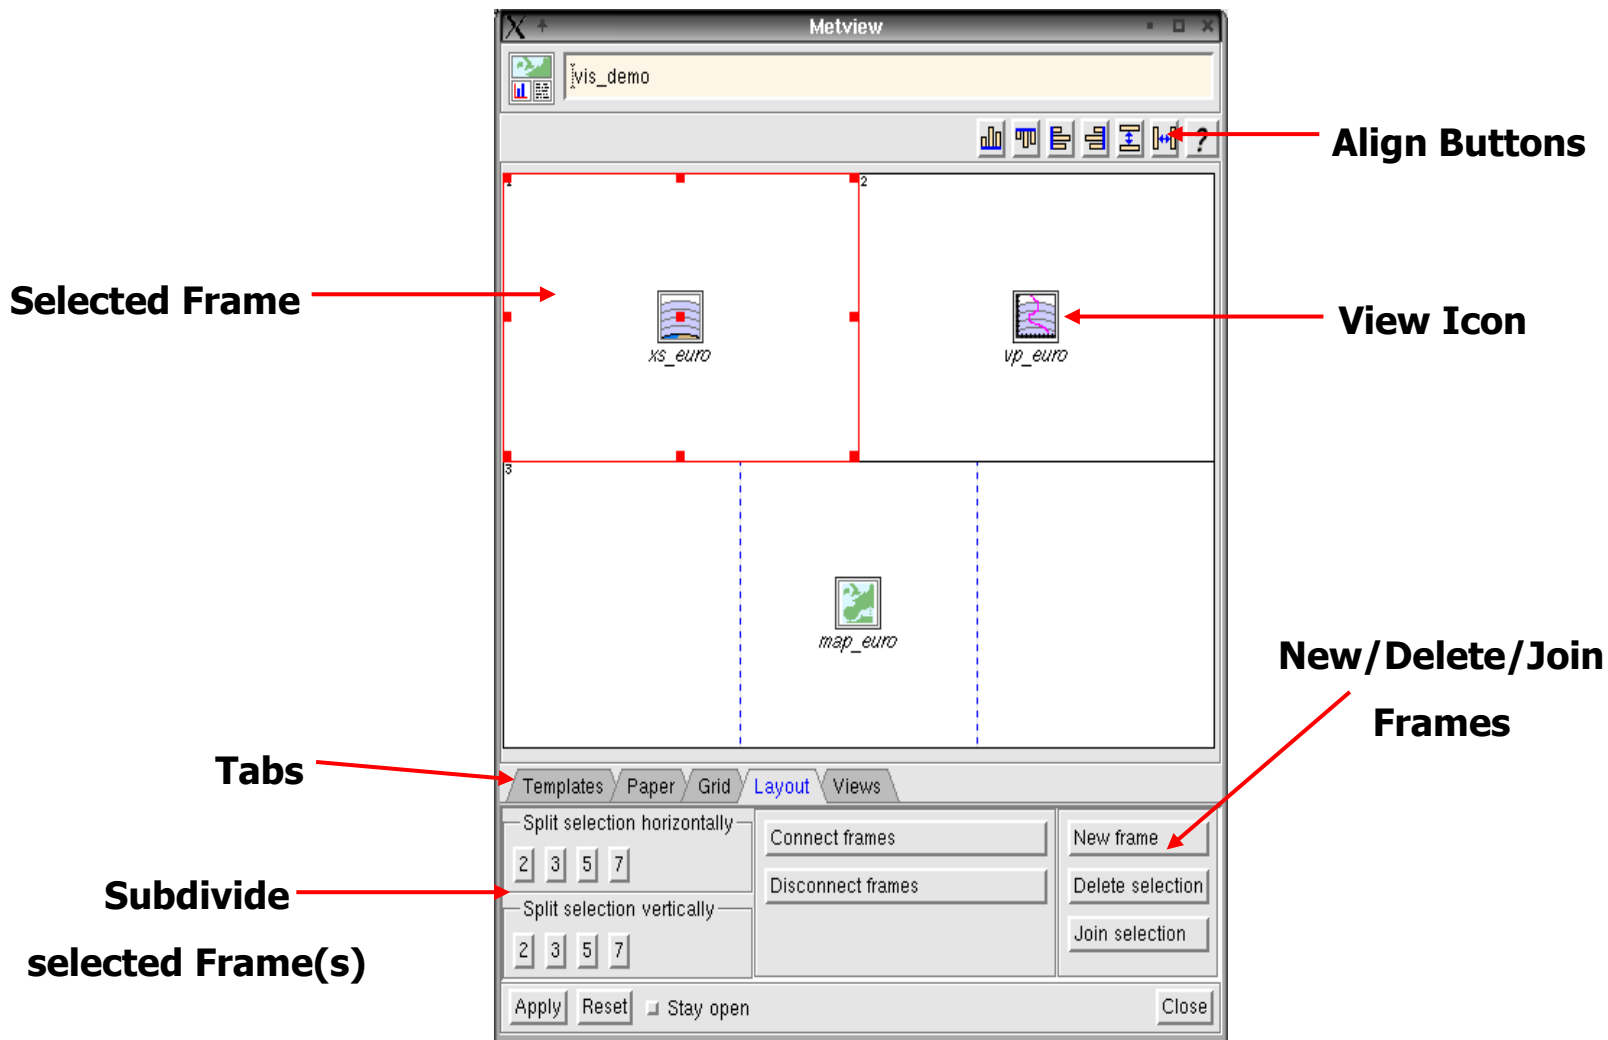 Metview
vis_demo
?
Align Buttons
1
2
Selected Frame
View Icon
xs_euro
vp_euro
3
map_euro
New/Delete/Join
Frames
Tabs
Templates Paper Grid Layout Views
Split selection horizontally
2 3 5 7
Connect frames
New frame
Disconnect frames
Delete selection
Subdivide
selected Frame(s)
Split selection vertically
2 3 5 7
Join selection
Apply Reset Stay open Close